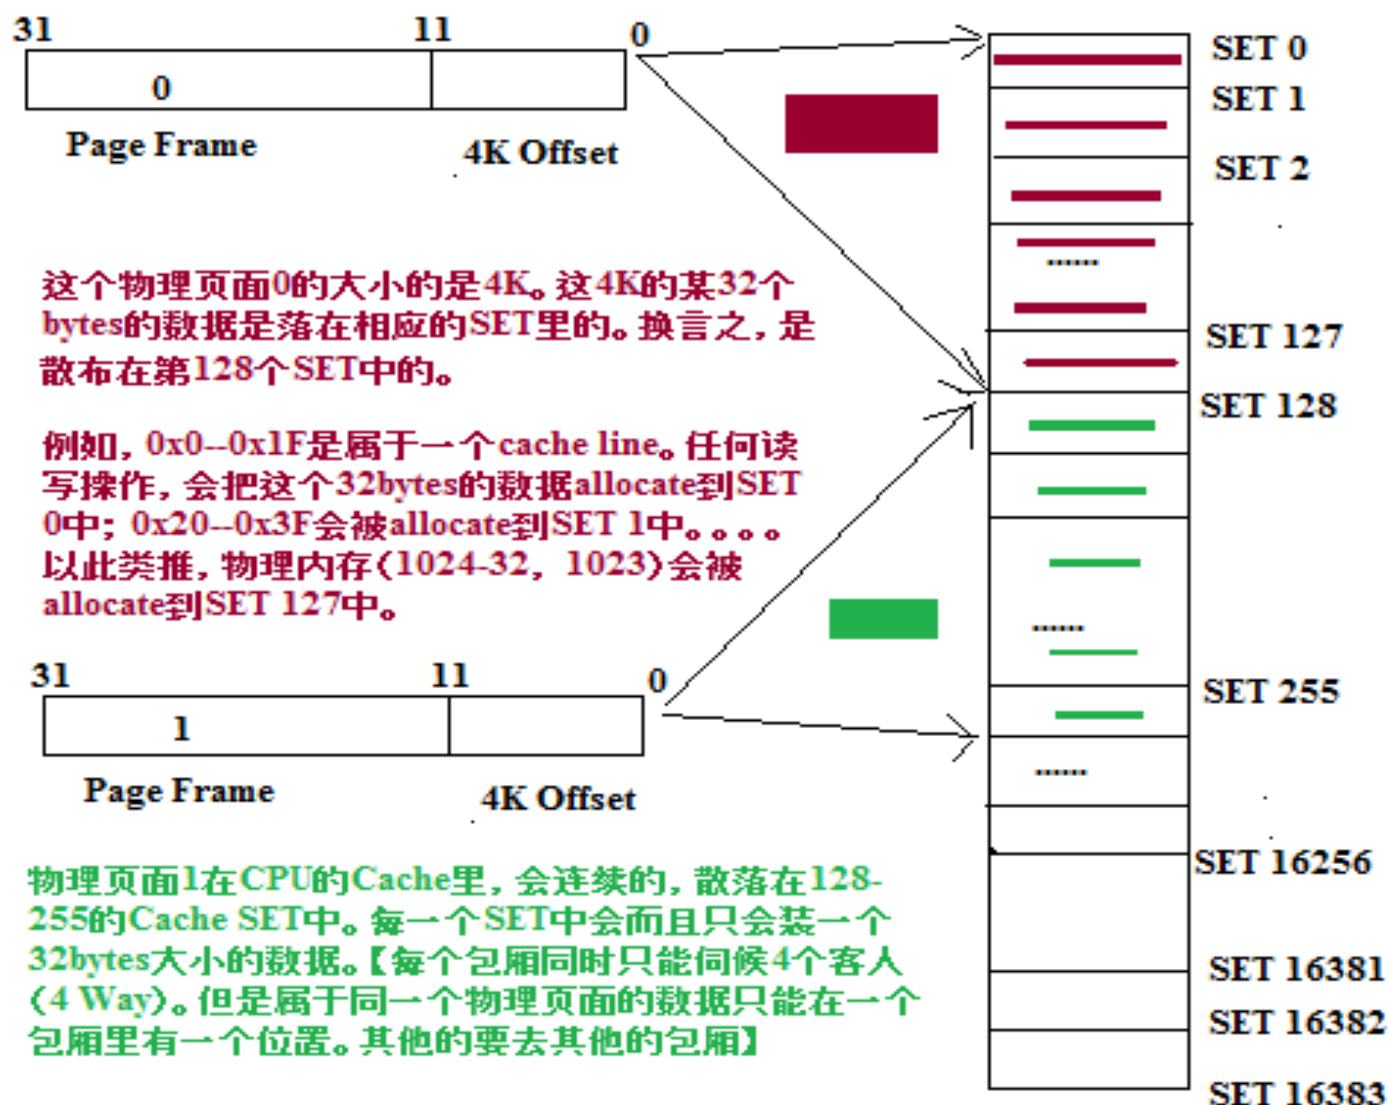 31
11
0
0
Page Frame
4K Offset
SET 0
SET 1
SET 2
......
SET 127
SET 128
这个物理页面0的大小的是4K。这4K的某32个
bytes的数据是落在相应的SET里的。换言之，是
散布在第128个SET中的。
例如，0x0--0x1F是属于一个cache line。任何读
写操作，会把这个32bytes的数据allocate到SET
0中；0x20--0x3F会被allocate到SET 1中。。。。
以此类推，物理内存（1024-32，1023）会被
allocate到SET 127中。
31
11
0
1
Page Frame
4K Offset
......
SET 255
......
SET 16256
SET 16381
SET 16382
SET 16383
物理页面1在CPU的Cache里，会连续的，散落在128-
255的Cache SET中。每一个SET中会而且只会装一个
32bytes大小的数据。【每个包厢同时只能伺候4个客人
（4 Way）。但是属于同一个物理页面的数据只能在一个
包厢里有一个位置。其他的要去其他的包厢】